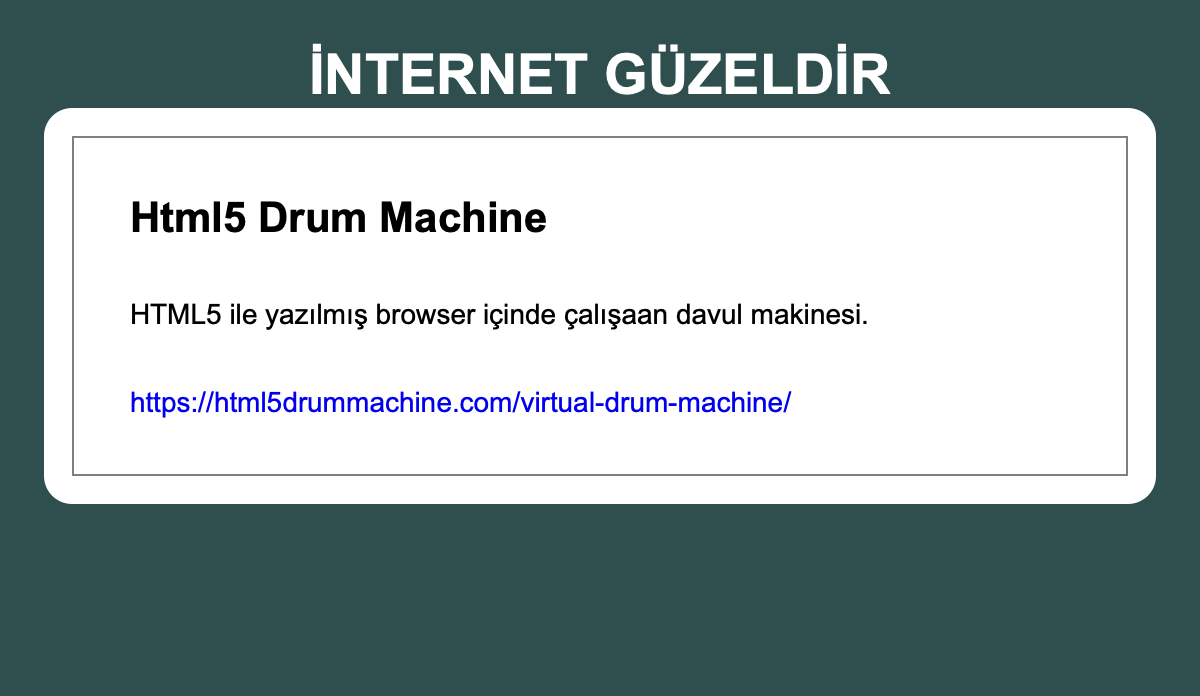 İNTERNET GÜZELDİR
Html5 Drum Machine
HTML5 ile yazılmış browser içinde çalışaan davul makinesi.
https://html5drummachine.com/virtual-drum-machine/